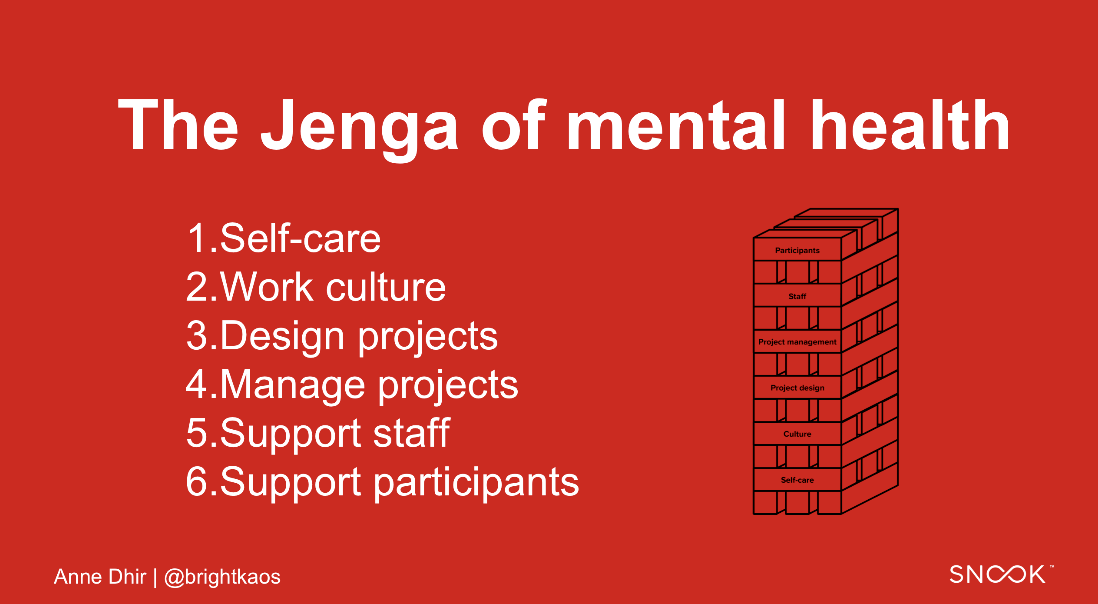 The Jenga of mental health
1.Self-care
2.Work culture
3.Design projects
4.Manage projects
5.Support staff
6.Support participants
Participants
Staff
Project management
Project design
Culture
Self-care
Anne Dhir | @brightkaos
SNOOK™